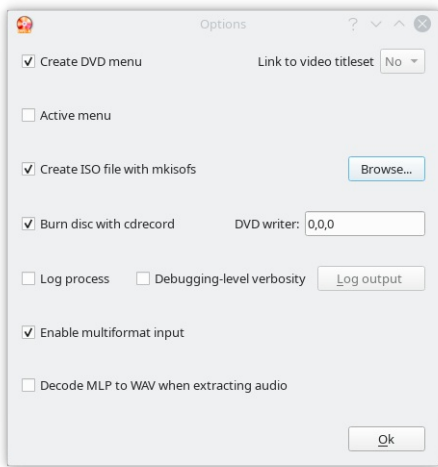 Options
Create DVD menu Link to video titleset No
Active menu
Create ISO file with mkisofs Browse...
Burn disc with cdrecord DVD writer: 0,0,0
Log process Debugging-level verbosity Log output
Enable multiformat input
Decode MLP to WAV when extracting audio
Ok